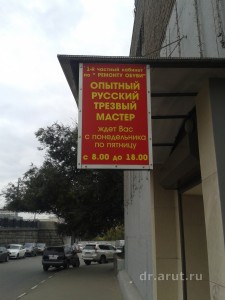 1-й частный кабинет
по " РЕМОНТУ ОБУВИ"
ОПЫТНЫЙ
РУССКИЙ
ТРЕЗВЫЙ
МАСТЕР
ждет Вас
с понедельника
по пятницу
с 8.00 до 18.00
dr.arut.ru